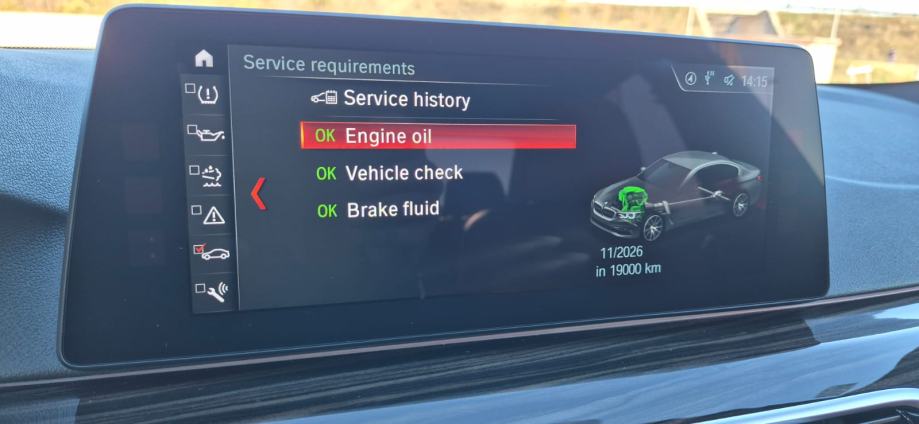 Service requirements
14:15
Service history
OK Engine oil
OK Vehicle check
OK Brake fluid
11/2026
in 19000 km